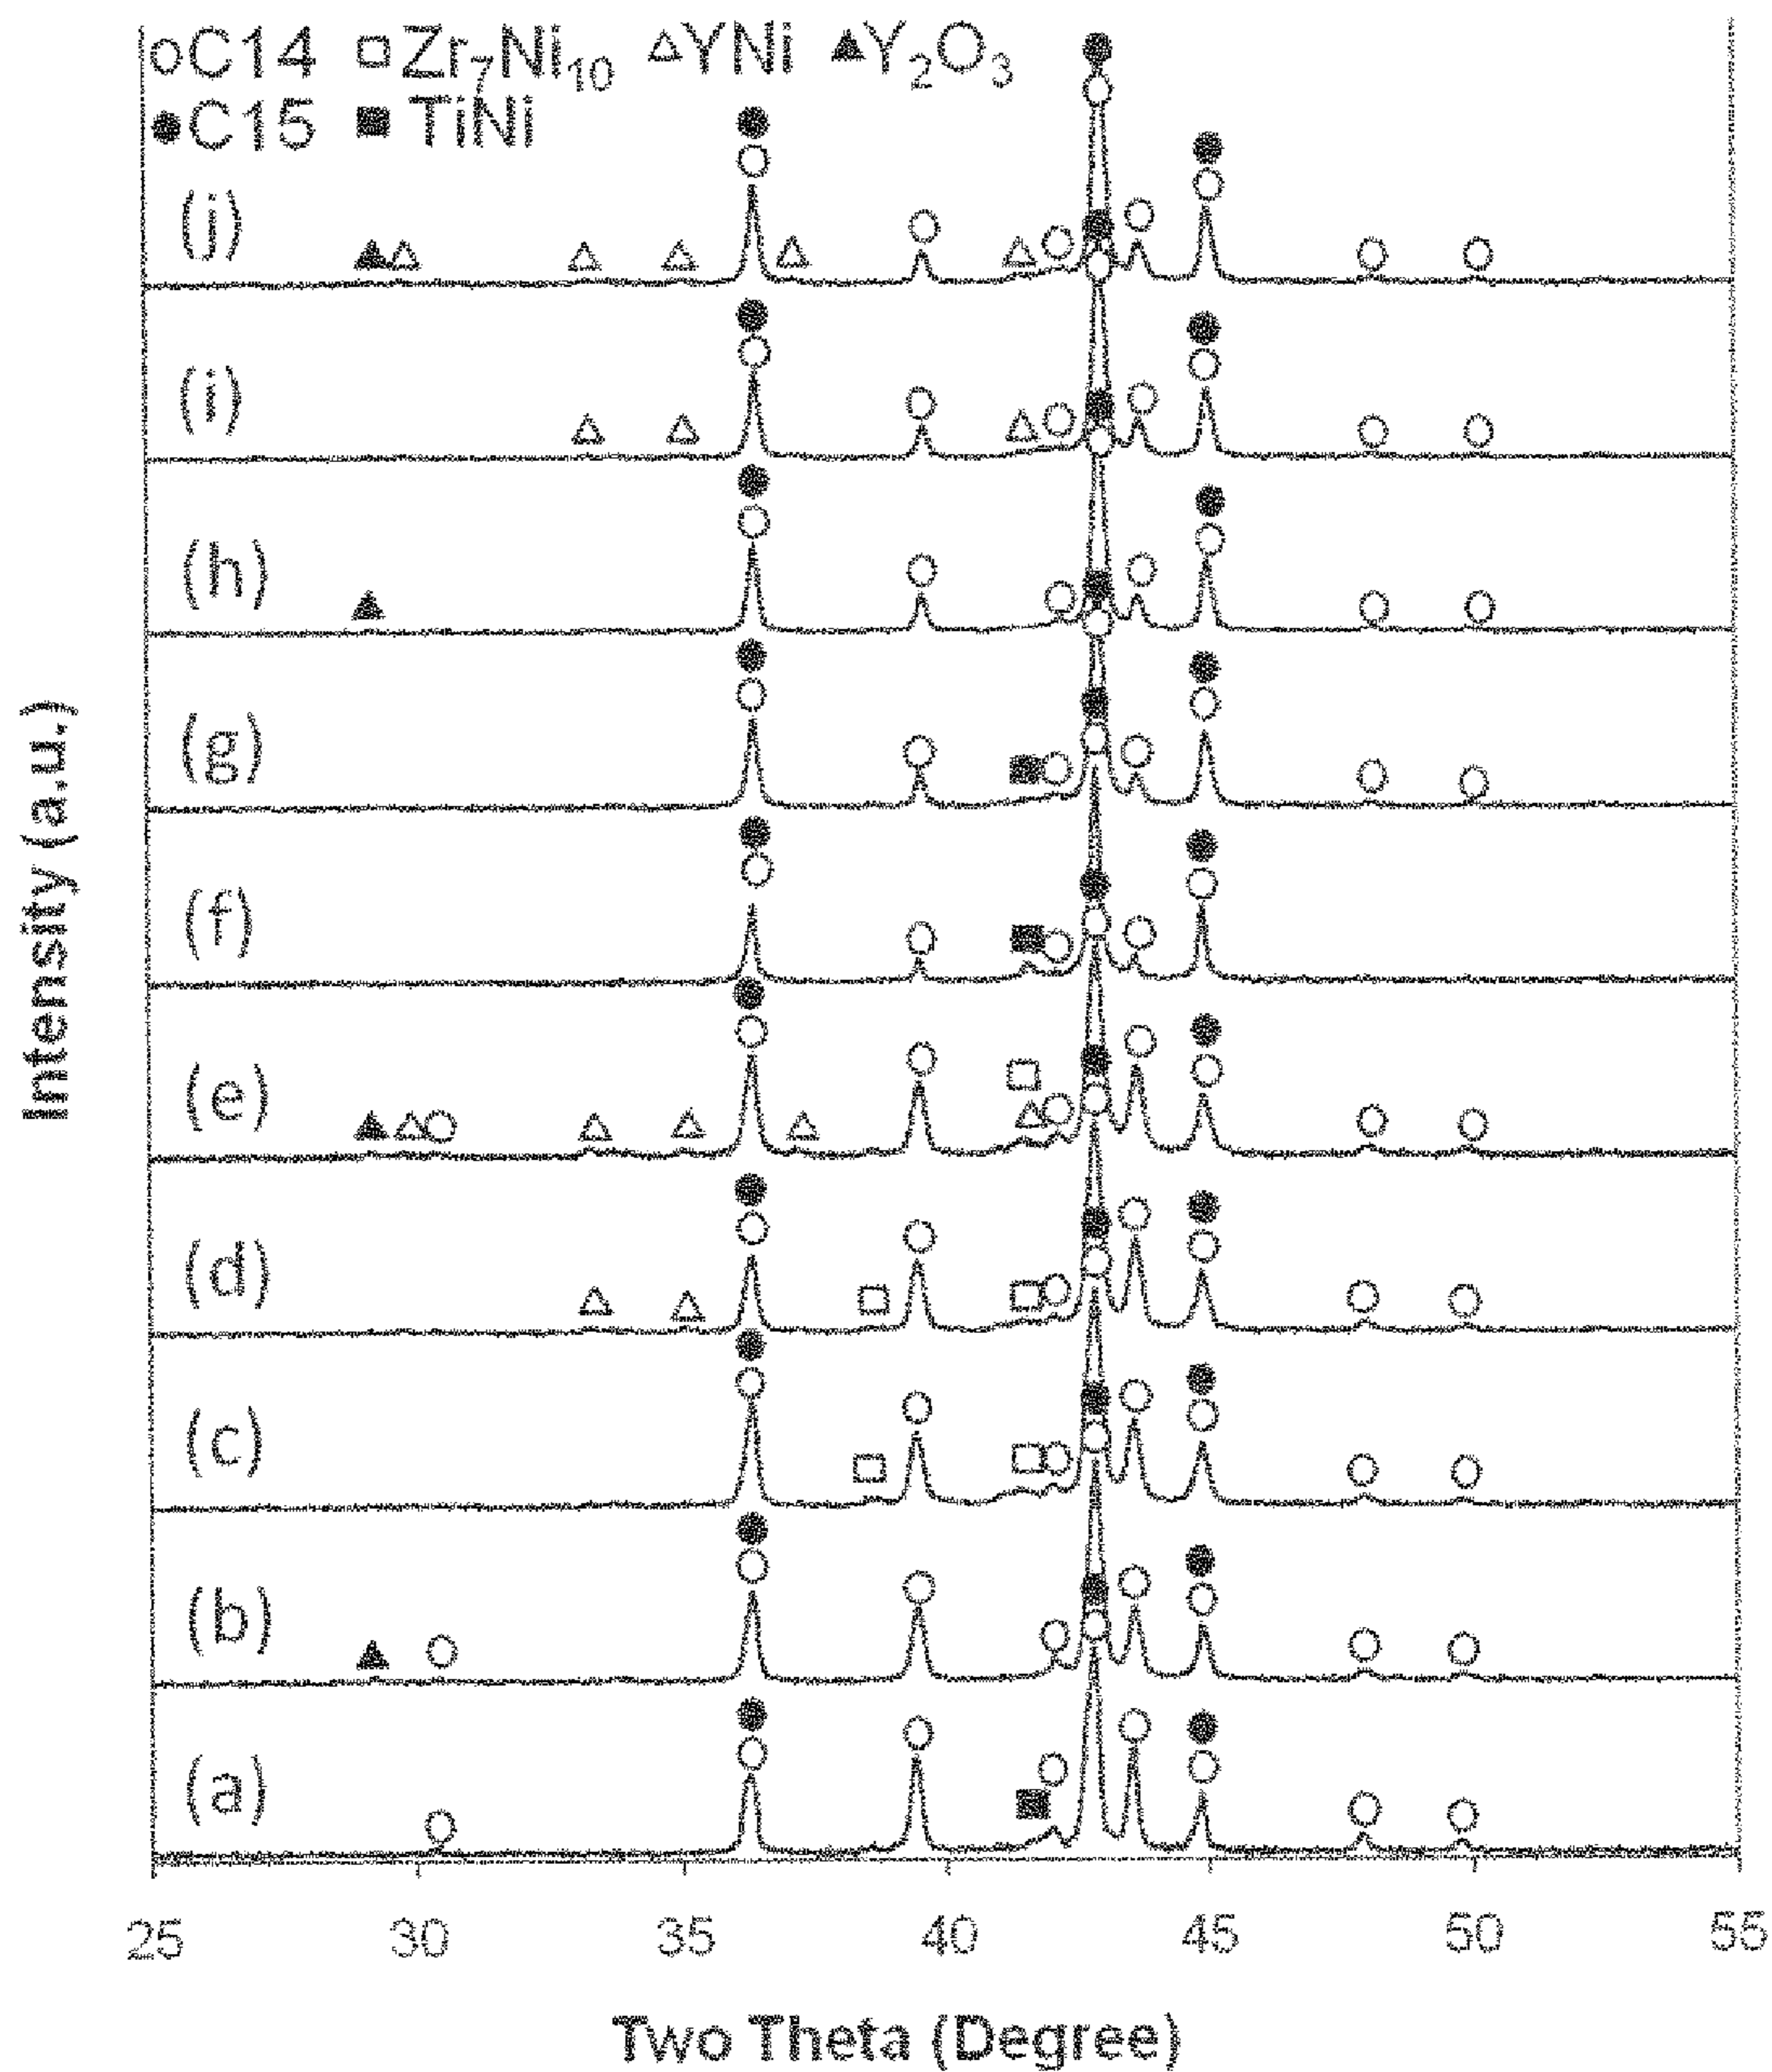 ○C14 □Zr₇Ni₁₀ △YNi ▲Y₂O₃
●C15 ■TiNi
(j)
(i)
(h)
(g)
(f)
(e)
(d)
(c)
(b)
(a)
Intensity (a.u.)
25 30 35 40 45 50 55
Two Theta (Degree)